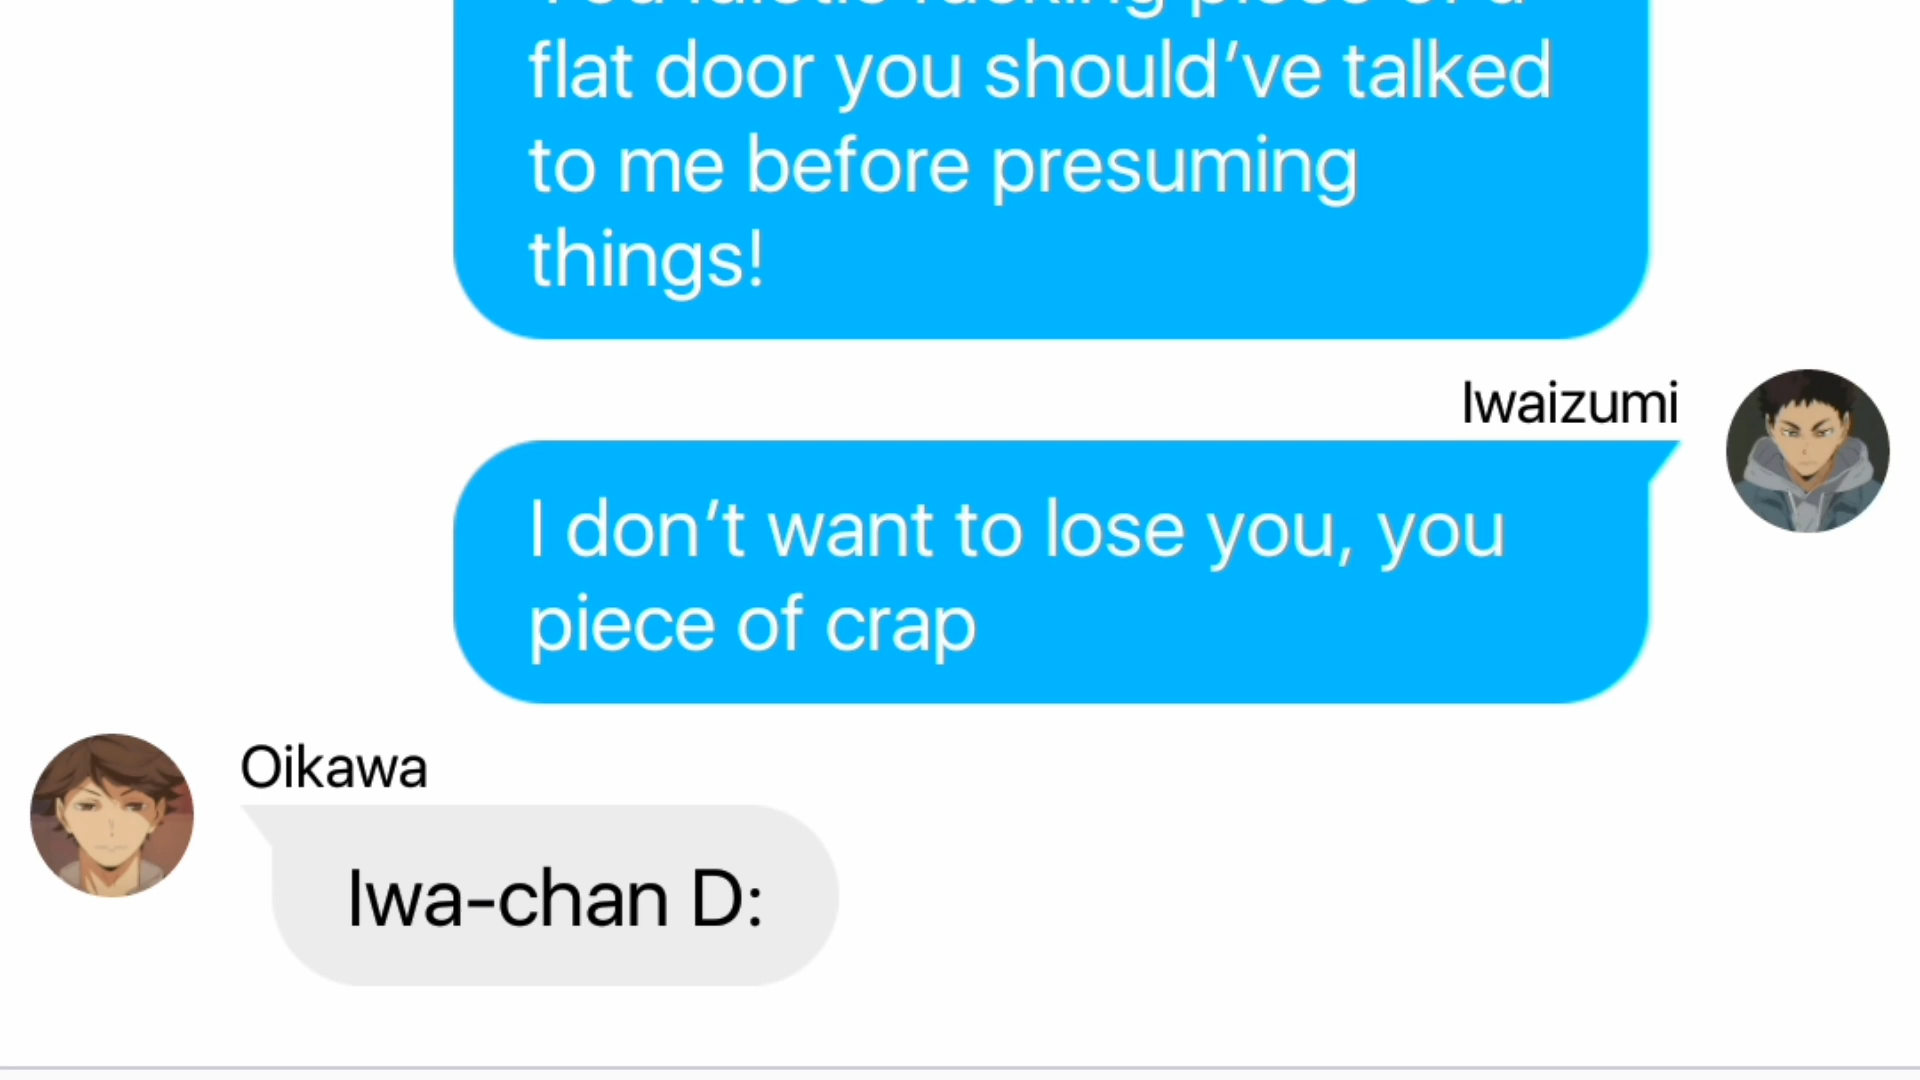 flat door you should've talked
to me before presuming
things!
Iwaizumi
I don't want to lose you, you
piece of crap
Oikawa
Iwa-chan D: